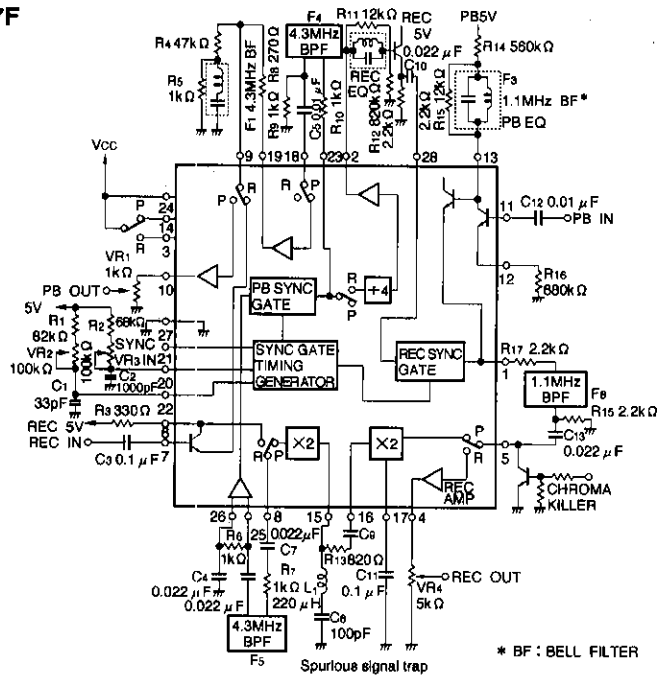 7F
R4 47kΩ
R5 1kΩ
F1 4.3MHz BF
R8 270Ω
R9 1kΩ
F4
4.3MHz BPF
C5 0.01μF
R10 1kΩ
R11 12kΩ
REC EQ
R12 820kΩ
2.2kΩ
REC 5V
0.022μF
C10
2.2kΩ
PB5V
R14 560kΩ
R15 12kΩ
F3
1.1MHz BF*
PB EQ
9
19
18
23
2
28
13
VCC
P
R
24
14
3
P
R
R
P
11
C12 0.01μF
PB IN
12
R16 680kΩ
VR1 1kΩ
PB OUT
10
PB SYNC GATE
R
P
÷4
5V
R1 82kΩ
R2 68kΩ
VR2 100kΩ
100kΩ
SYNC IN
VR3
27
21
20
22
C1 33pF
C2 1000pF
SYNC GATE TIMING GENERATOR
REC SYNC GATE
1
R17 2.2kΩ
1.1MHz BPF
F8
R15 2.2kΩ
C13 0.022μF
REC 5V
R3 330Ω
REC IN
C3 0.1μF
8
7
R
P
X2
X2
P
R
REC AMP
5
CHROMA KILLER
26
25
8
15
16
17
4
R6 1kΩ
C4 0.022μF
0.022μF
0.022μF
C7
R7 1kΩ
4.3MHz BPF
F5
L1
220μH
R13 820Ω
C9
C6 100pF
C11 0.1μF
REC OUT
VR4 5kΩ
Spurious signal trap
* BF : BELL FILTER